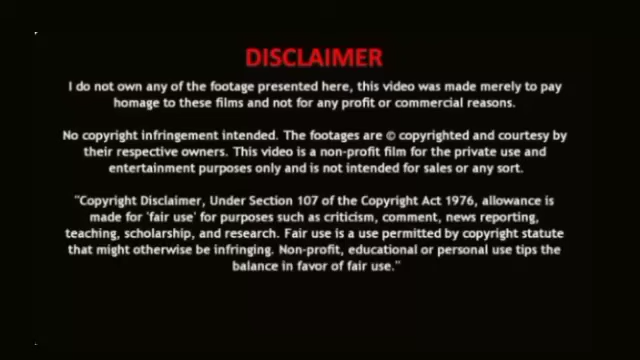 DISCLAIMER
I do not own any of the footage presented here, this video was made merely to pay
homage to these films and not for any profit or commercial reasons.
No copyright infringement intended. The footages are © copyrighted and courtesy by
their respective owners. This video is a non-profit film for the private use and
entertainment purposes only and is not intended for sales or any sort.
"Copyright Disclaimer, Under Section 107 of the Copyright Act 1976, allowance is
made for 'fair use' for purposes such as criticism, comment, news reporting,
teaching, scholarship, and research. Fair use is a use permitted by copyright statute
that might otherwise be infringing. Non-profit, educational or personal use tips the
balance in favor of fair use."